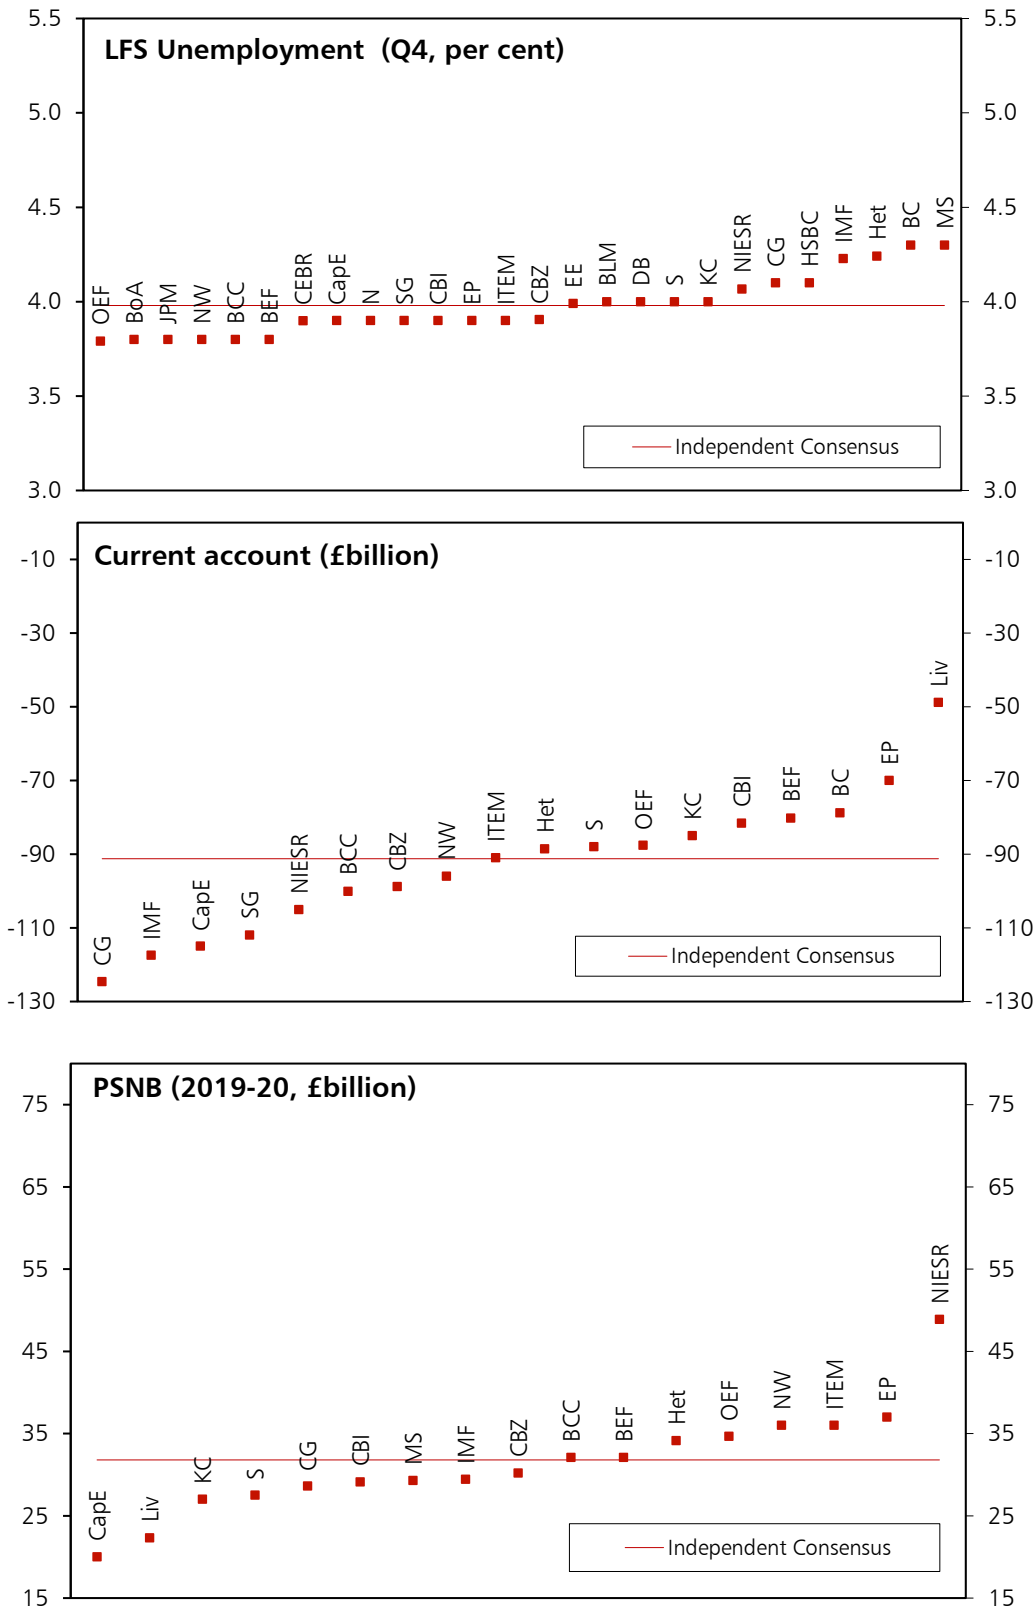 LFS Unemployment (Q4, per cent)
5.5 5.5
5.0 5.0
4.5 4.5
4.0 4.0
3.5 3.5
3.0 3.0
OEF BoA JPM NW BCC BEF CEBR CapE N SG CBI EP ITEM CBZ EE BLM DB S KC NIESR CG HSBC IMF Het BC MS
Independent Consensus
Current account (£billion)
-10 -10
-30 -30
-50 -50
-70 -70
-90 -90
-110 -110
-130 -130
CG IMF CapE SG NIESR BCC CBZ NW ITEM Het S OEF KC CBI BEF BC EP Liv
Independent Consensus
PSNB (2019-20, £billion)
75 75
65 65
55 55
45 45
35 35
25 25
15 15
CapE Liv KC S CG CBI MS IMF CBZ BCC BEF Het OEF NW ITEM EP NIESR
Independent Consensus